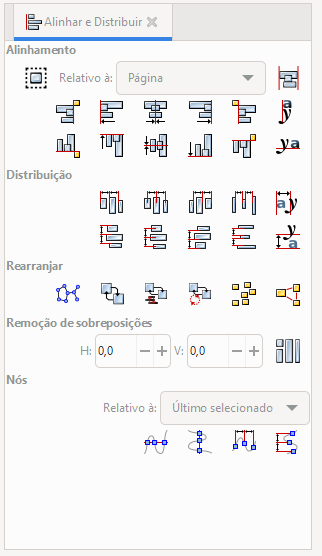 Alinhar e Distribuir
Alinhamento
Relativo à: Página
Distribuição
Rearranjar
Remoção de sobreposições
H: 0,0 V: 0,0
Nós
Relativo à: Último selecionado